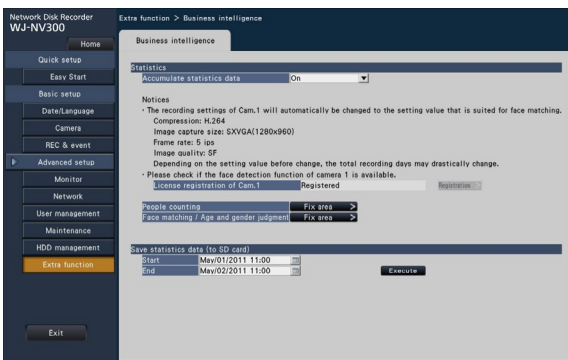 Network Disk Recorder
WJ-NV300
Extra function > Business intelligence
Home
Business intelligence
Quick setup
Easy Start
Basic setup
Date/Language
Camera
REC & event
Advanced setup
Monitor
Network
User management
Maintenance
HDD management
Extra function
Exit
Statistics
Accumulate statistics data On
Notices
・The recording settings of Cam.1 will automatically be changed to the setting value that is suited for face matching.
Compression: H.264
Image capture size: SXVGA(1280x960)
Frame rate: 5 ips
Image quality: SF
Depending on the setting value before change, the total recording days may drastically change.
・Please check if the face detection function of camera 1 is available.
License registration of Cam.1 Registered Registration >
People counting Fix area >
Face matching / Age and gender judgment Fix area >
Save statistics data (to SD card)
Start May/01/2011 11:00
End May/02/2011 11:00 Execute